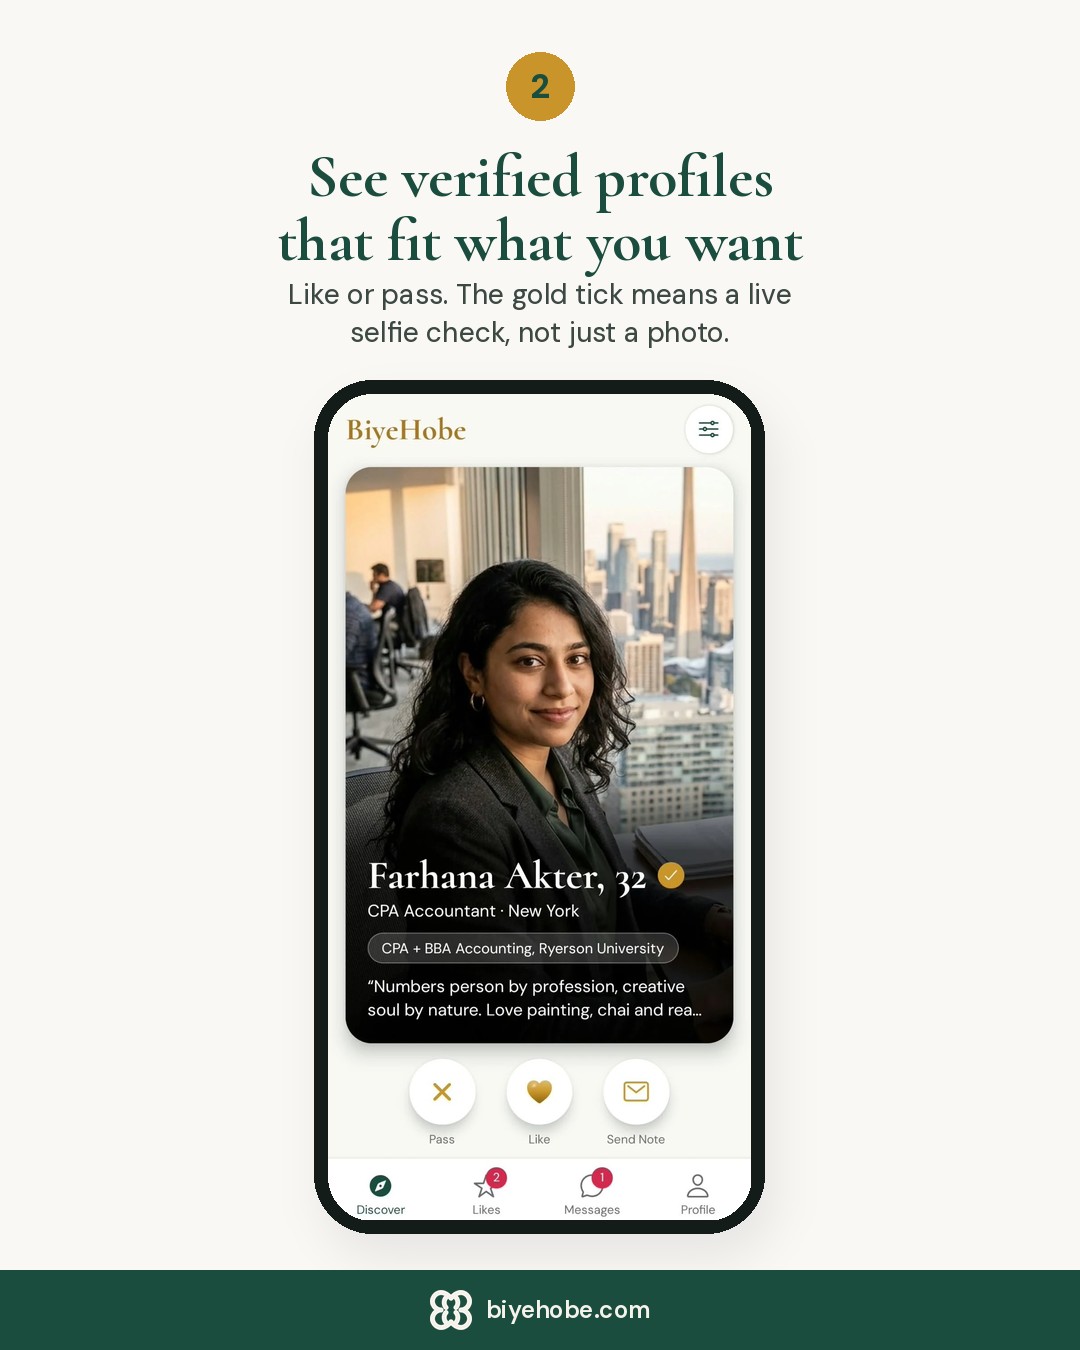 2
See verified profiles
that fit what you want
Like or pass. The gold tick means a live
selfie check, not just a photo.
BiyeHobe
Farhana Akter, 32
CPA Accountant · New York
CPA + BBA Accounting, Ryerson University
“Numbers person by profession, creative
soul by nature. Love painting, chai and rea...
Pass Like Send Note
2 1
Discover Likes Messages Profile
biyehobe.com